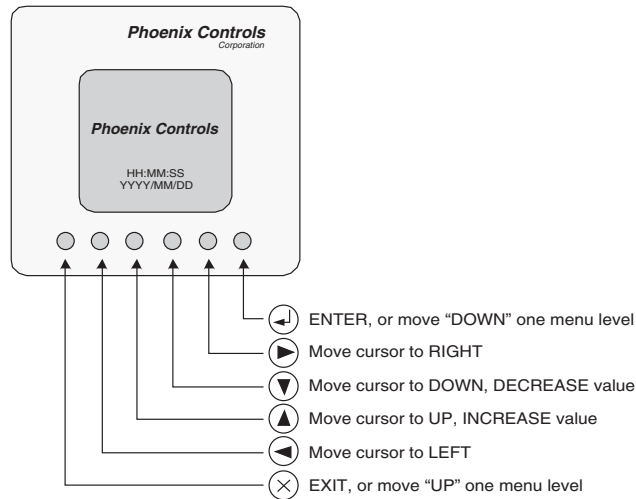 Phoenix Controls
Corporation
Phoenix Controls
HH:MM:SS
YYYY/MM/DD
ENTER, or move “DOWN” one menu level
Move cursor to RIGHT
Move cursor to DOWN, DECREASE value
Move cursor to UP, INCREASE value
Move cursor to LEFT
EXIT, or move “UP” one menu level